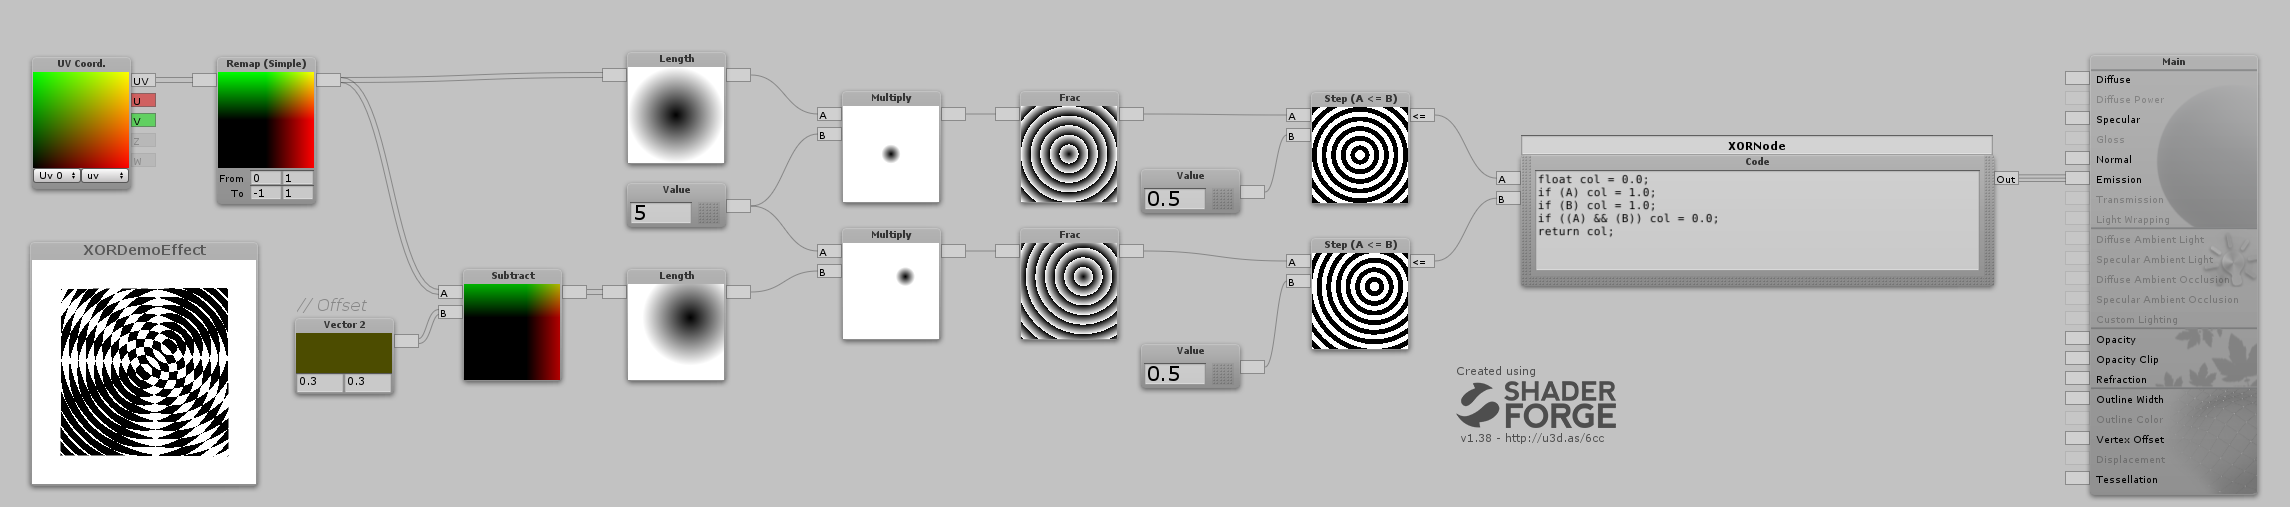 UV Coord.
UV
U
V
Z
W
Uv 0
uv
Remap (Simple)
From 0 1
To -1 1
XORDemoEffect
// Offset
Vector 2
0.3 0.3
Subtract
A
B
Length
Value
5
Length
Multiply
A
B
Multiply
A
B
Frac
Frac
Value
0.5
Value
0.5
Step (A <= B)
A
B
<=
Step (A <= B)
A
B
<=
XORNode
Code
A
B
float col = 0.0;
if (A) col = 1.0;
if (B) col = 1.0;
if ((A) && (B)) col = 0.0;
return col;
Out
Created using
SHADER
FORGE
v1.38 - http://u3d.as/6cc
Main
Diffuse
Diffuse Power
Specular
Gloss
Normal
Emission
Transmission
Light Wrapping
Diffuse Ambient Light
Specular Ambient Light
Diffuse Ambient Occlusion
Specular Ambient Occlusion
Custom Lighting
Opacity
Opacity Clip
Refraction
Outline Width
Outline Color
Vertex Offset
Displacement
Tessellation